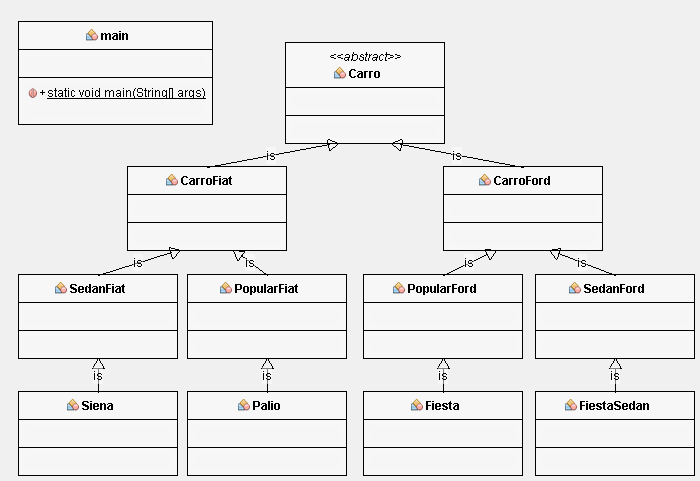 main
+static void main(String[] args)
<<abstract>>
Carro
is
is
CarroFiat
CarroFord
is
is
is
is
SedanFiat
PopularFiat
PopularFord
SedanFord
is
is
is
is
Siena
Palio
Fiesta
FiestaSedan